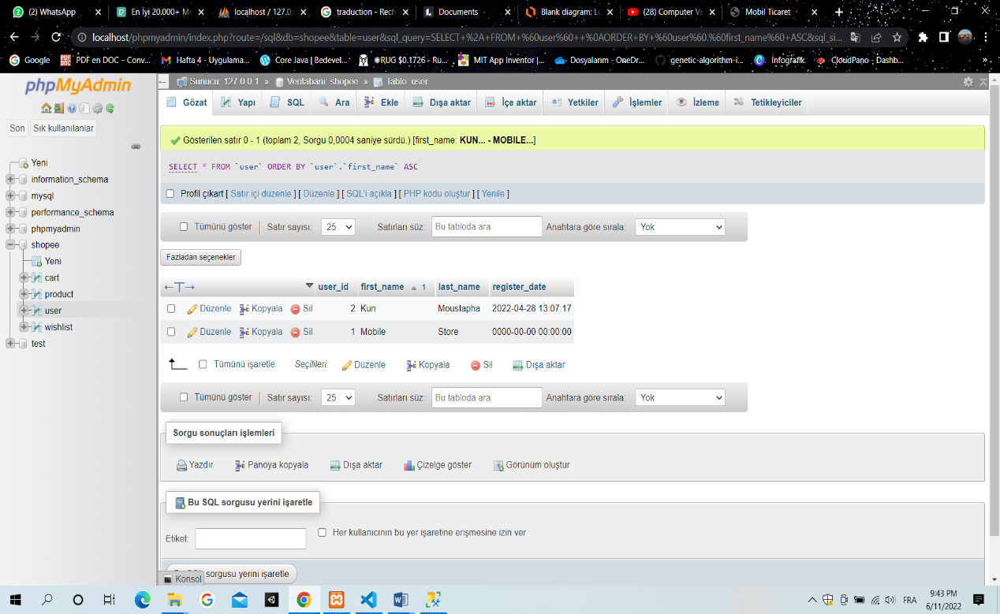 (2) WhatsApp
En İyi 20.000+ Mo
localhost / 127.0.
traduction - Rech
Documents
Blank diagram: Lu
(28) Computer Vi
Mobil Ticaret
localhost/phpmyadmin/index.php?route=/sql&db=shopee&table=user&sql_query=SELECT+%2A+FROM+%60user%60++%0AORDER+BY+%60user%60.%60first_name%60+ASC&sql_si...
Google
PDF en DOC – Conv...
Hafta 4 - Uygulama...
Core Java | Bedevel...
☀RUG $0.1726 - Ru...
MIT App Inventor |...
Dosyalarım - OneDr...
genetic-algorithm-i...
İnfografik.
CloudPano - Dashb...
»
phpMyAdmin
Son Sık kullanılanlar
Yeni
information_schema
mysql
performance_schema
phpmyadmin
shopee
Yeni
cart
product
user
wishlist
test
Sunucu: 127.0.0.1 » Veritabanı: shopee » Tablo: user
Gözat Yapı SQL Ara Ekle Dışa aktar İçe aktar Yetkiler İşlemler İzleme Tetikleyiciler
Gösterilen satır 0 - 1 (toplam 2, Sorgu 0,0004 saniye sürdü.) [first_name: KUN... - MOBILE...]
SELECT * FROM `user` ORDER BY `user`.`first_name` ASC
Profil çıkart [ Satır içi düzenle ] [ Düzenle ] [ SQL'i açıkla ] [ PHP kodu oluştur ] [ Yenile ]
Tümünü göster Satır sayısı: 25 Satırları süz: Bu tabloda ara Anahtara göre sırala: Yok
Fazladan seçenekler
←T→ user_id first_name 1 last_name register_date
Düzenle Kopyala Sil 2 Kun Moustapha 2022-04-28 13:07:17
Düzenle Kopyala Sil 1 Mobile Store 0000-00-00 00:00:00
Tümünü işaretle Seçilileri: Düzenle Kopyala Sil Dışa aktar
Tümünü göster Satır sayısı: 25 Satırları süz: Bu tabloda ara Anahtara göre sırala: Yok
Sorgu sonuçları işlemleri
Yazdır Panoya kopyala Dışa aktar Çizelge göster Görünüm oluştur
Bu SQL sorgusu yerini işaretle
Etiket: Her kullanıcının bu yer işaretine erişmesine izin ver
sorgusu yerini işaretle
Konsol
FRA
9:43 PM
6/11/2022